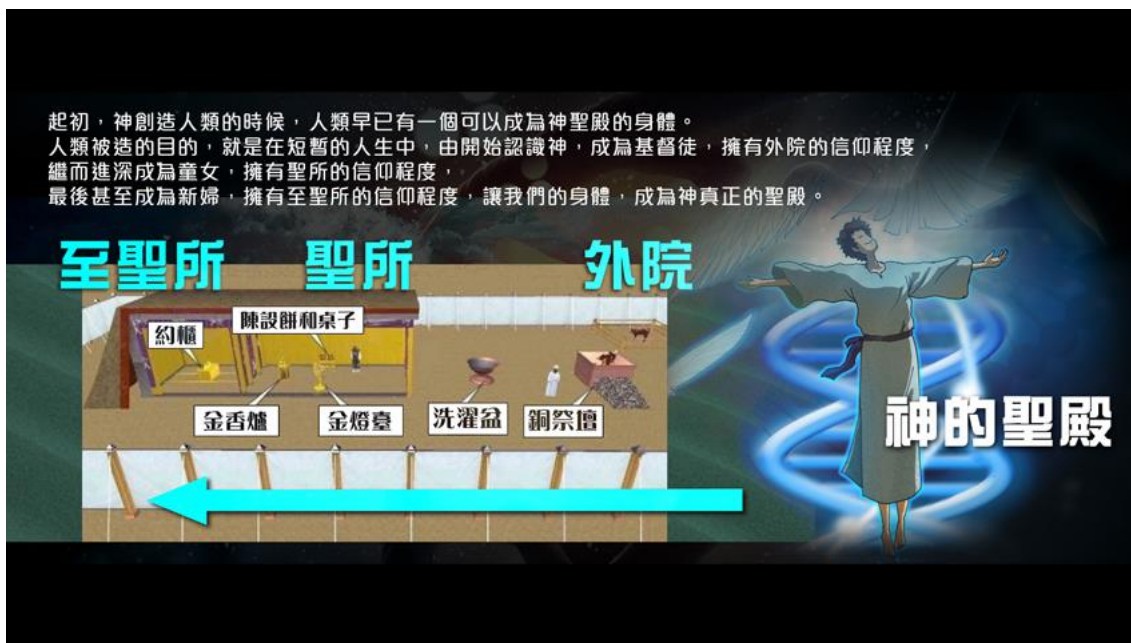 起初，神創造人類的時候，人類早已有一個可以成為神聖殿的身體。
人類被造的目的，就是在短暫的人生中，由開始認識神，成為基督徒，擁有外院的信仰程度，
繼而進深成為童女，擁有聖所的信仰程度，
最後甚至成為新婦，擁有至聖所的信仰程度，讓我們的身體，成為神真正的聖殿。
至聖所 聖所 外院
約櫃
陳設餅和桌子
金香爐
金燈臺
洗濯盆
銅祭壇
神的聖殿